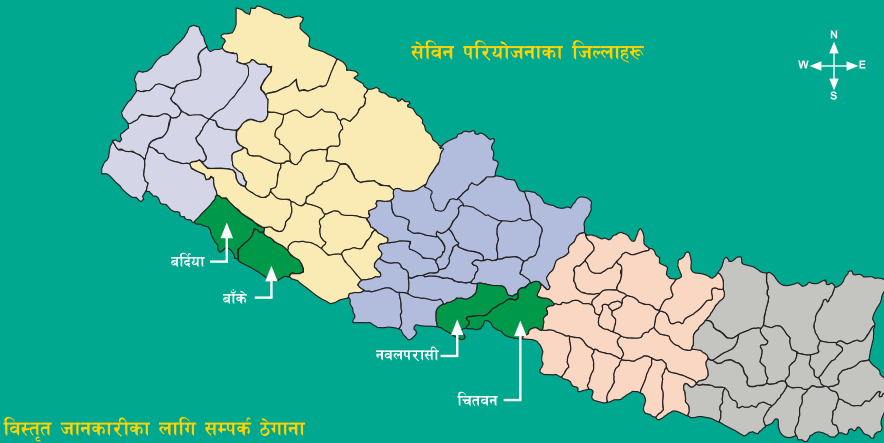 सेविन परियोजनाका जिल्लाहरू
N
W E
S
बर्दिया
बाँके
नवलपरासी
चितवन
विस्तृत जानकारीका लागि सम्पर्क ठेगाना